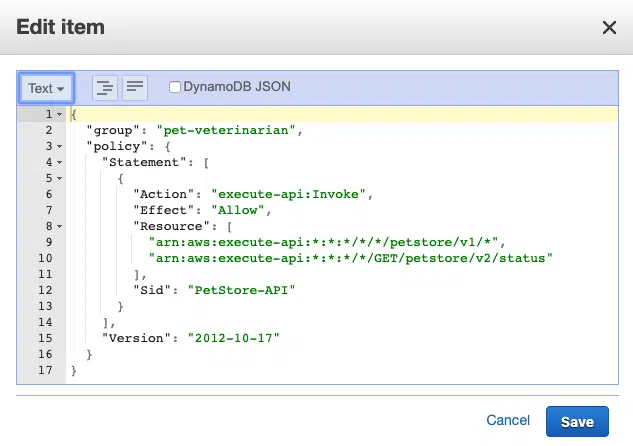 Edit item
Text
DynamoDB JSON
1 {
2 "group": "pet-veterinarian",
3 "policy": {
4 "Statement": [
5 {
6 "Action": "execute-api:Invoke",
7 "Effect": "Allow",
8 "Resource": [
9 "arn:aws:execute-api:*:*:*/*/*/petstore/v1/*",
10 "arn:aws:execute-api:*:*:*/*/GET/petstore/v2/status"
11 ],
12 "Sid": "PetStore-API"
13 }
14 ],
15 "Version": "2012-10-17"
16 }
17 }
Cancel Save